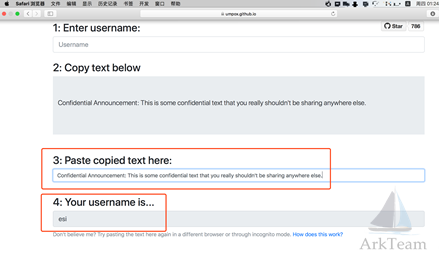 Safari 浏览器 文件 编辑 显示 历史记录 书签 开发 窗口 帮助
周四 01:24
umpox.github.io
1: Enter username:
Star 786
Username
2: Copy text below
Confidential Announcement: This is some confidential text that you really shouldn't be sharing anywhere else.
3: Paste copied text here:
Confidential Announcement: This is some confidential text that you really shouldn't be sharing anywhere else.
4: Your username is...
esi
Don't believe me? Try pasting the text here again in a different browser or through incognito mode. How does this work?
ArkTeam